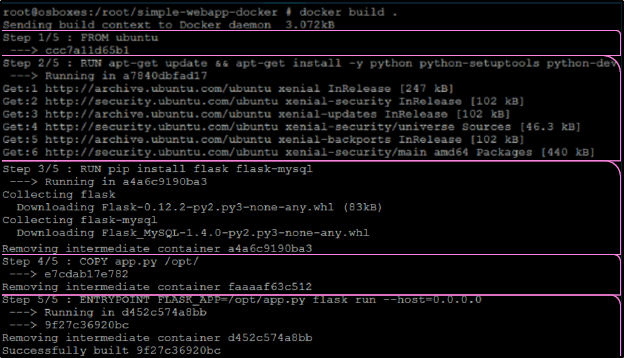 root@osboxes:/root/simple-webapp-docker # docker build .
Sending build context to Docker daemon  3.072kB
Step 1/5 : FROM ubuntu
 ---> ccc7a11d65b1
Step 2/5 : RUN apt-get update && apt-get install -y python python-setuptools python-dev
 ---> Running in a7840dbfad17
Get:1 http://archive.ubuntu.com/ubuntu xenial InRelease [247 kB]
Get:2 http://security.ubuntu.com/ubuntu xenial-security InRelease [102 kB]
Get:3 http://archive.ubuntu.com/ubuntu xenial-updates InRelease [102 kB]
Get:4 http://security.ubuntu.com/ubuntu xenial-security/universe Sources [46.3 kB]
Get:5 http://archive.ubuntu.com/ubuntu xenial-backports InRelease [102 kB]
Get:6 http://security.ubuntu.com/ubuntu xenial-security/main amd64 Packages [440 kB]
Step 3/5 : RUN pip install flask flask-mysql
 ---> Running in a4a6c9190ba3
Collecting flask
  Downloading Flask-0.12.2-py2.py3-none-any.whl (83kB)
Collecting flask-mysql
  Downloading Flask_MySQL-1.4.0-py2.py3-none-any.whl
Removing intermediate container a4a6c9190ba3
Step 4/5 : COPY app.py /opt/
 ---> e7cdab17e782
Removing intermediate container faaaaf63c512
Step 5/5 : ENTRYPOINT FLASK_APP=/opt/app.py flask run --host=0.0.0.0
 ---> Running in d452c574a8bb
 ---> 9f27c36920bc
Removing intermediate container d452c574a8bb
Successfully built 9f27c36920bc